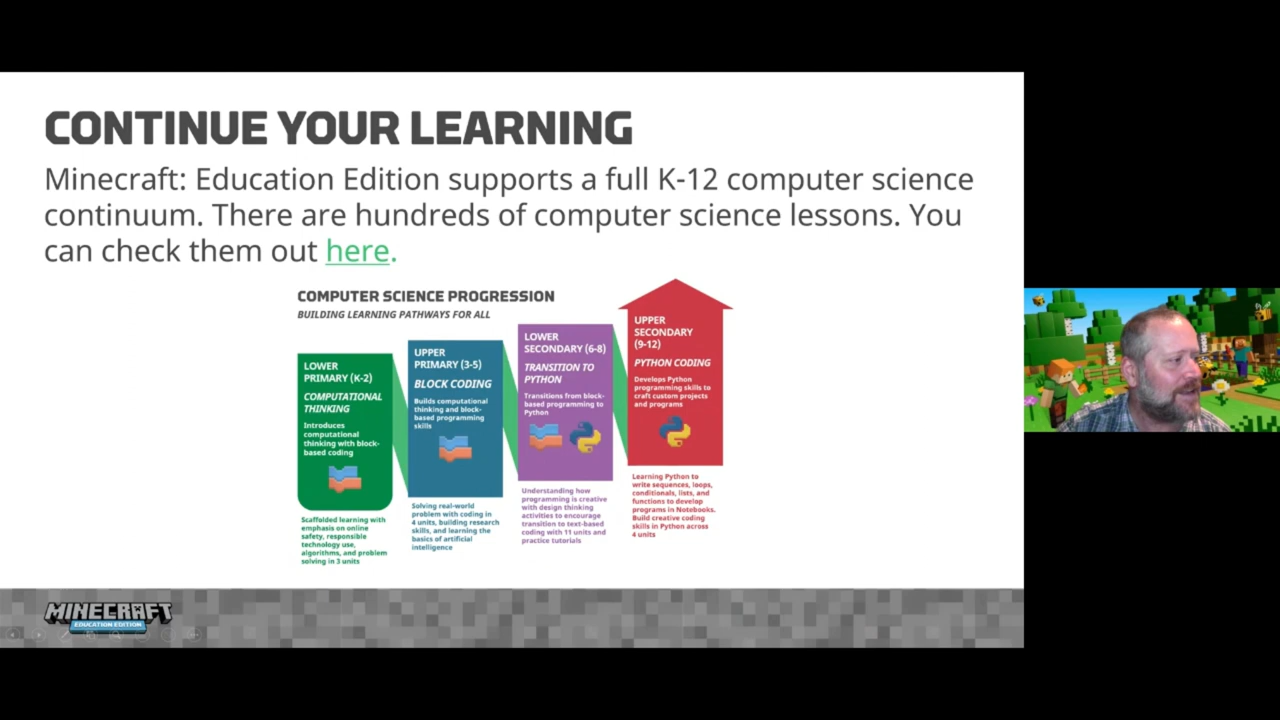 CONTINUE YOUR LEARNING
Minecraft: Education Edition supports a full K-12 computer science
continuum. There are hundreds of computer science lessons. You
can check them out here.
COMPUTER SCIENCE PROGRESSION
BUILDING LEARNING PATHWAYS FOR ALL
LOWER
PRIMARY (K-2)
COMPUTATIONAL
THINKING
Introduces
computational
thinking with block-
based coding
Scaffolded learning with
emphasis on online
safety, responsible
technology use,
algorithms, and problem
solving in 3 units
UPPER
PRIMARY (3-5)
BLOCK CODING
Builds computational
thinking and block-
based programming
skills
Solving real-world
problem with coding in
4 units, building research
skills, and learning the
basics of artificial
intelligence
LOWER
SECONDARY (6-8)
TRANSITION TO
PYTHON
Transitions from block-
based programming to
Python
Understanding how
programming is creative
with design thinking
activities to encourage
transition to text-based
coding with 11 units and
practice tutorials
UPPER
SECONDARY
(9-12)
PYTHON CODING
Develops Python
programming skills to
craft custom projects
and programs
Learning Python to
write sequences, loops,
conditionals, lists, and
functions to develop
programs in Notebooks.
Build creative coding
skills in Python across
4 units
MINECRAFT
EDUCATION EDITION